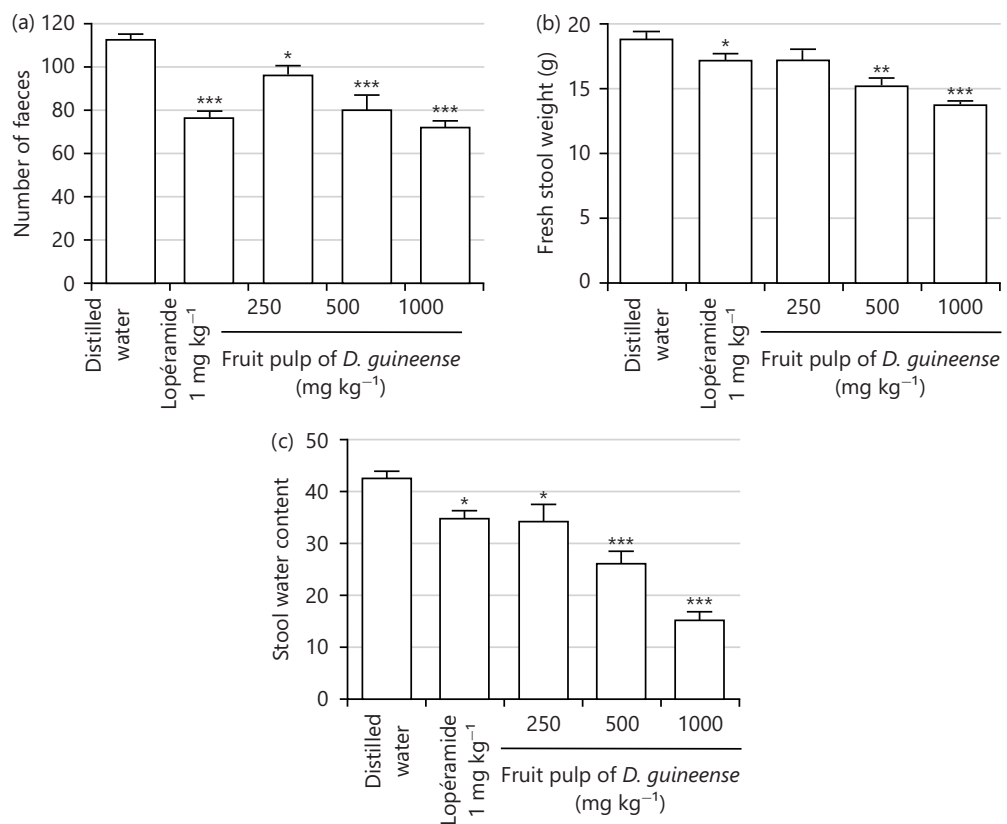 (a)
120
100
80
60
40
20
0
Number of faeces
*
***
***
***
Distilled
water
Lopéramide
1 mg kg⁻¹
250 500 1000
Fruit pulp of D. guineense
(mg kg⁻¹)
(b)
20
15
10
5
0
Fresh stool weight (g)
*
**
***
Distilled
water
Lopéramide
1 mg kg⁻¹
250 500 1000
Fruit pulp of D. guineense
(mg kg⁻¹)
(c)
50
40
30
20
10
0
Stool water content
*
*
***
***
Distilled
water
Lopéramide
1 mg kg⁻¹
250 500 1000
Fruit pulp of D. guineense
(mg kg⁻¹)